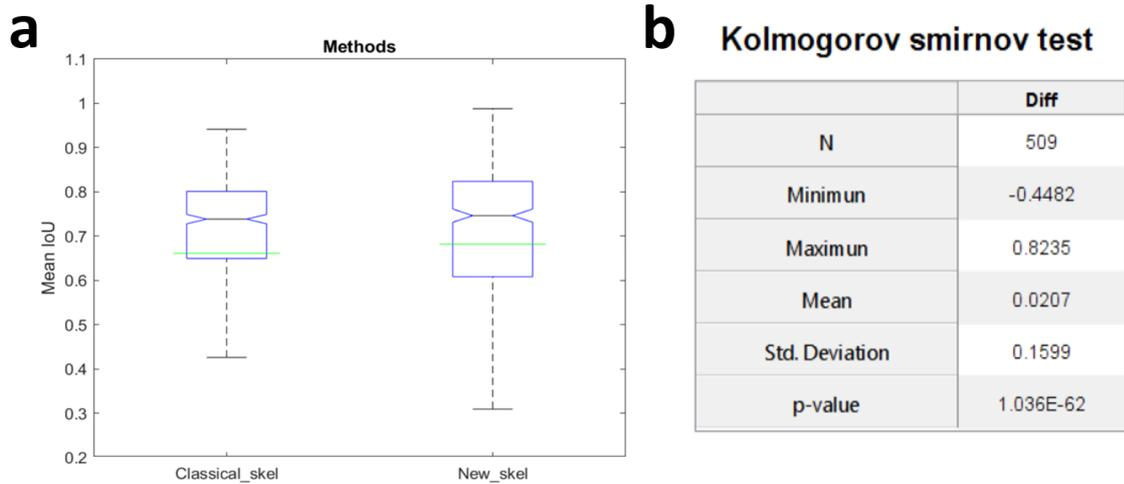 a
Methods
1.1
1
0.9
0.8
0.7
0.6
0.5
0.4
0.3
0.2
Mean IoU
Classical_skel
New_skel
b
Kolmogorov smirnov test
Diff
N 509
Minimun -0.4482
Maximun 0.8235
Mean 0.0207
Std. Deviation 0.1599
p-value 1.036E-62